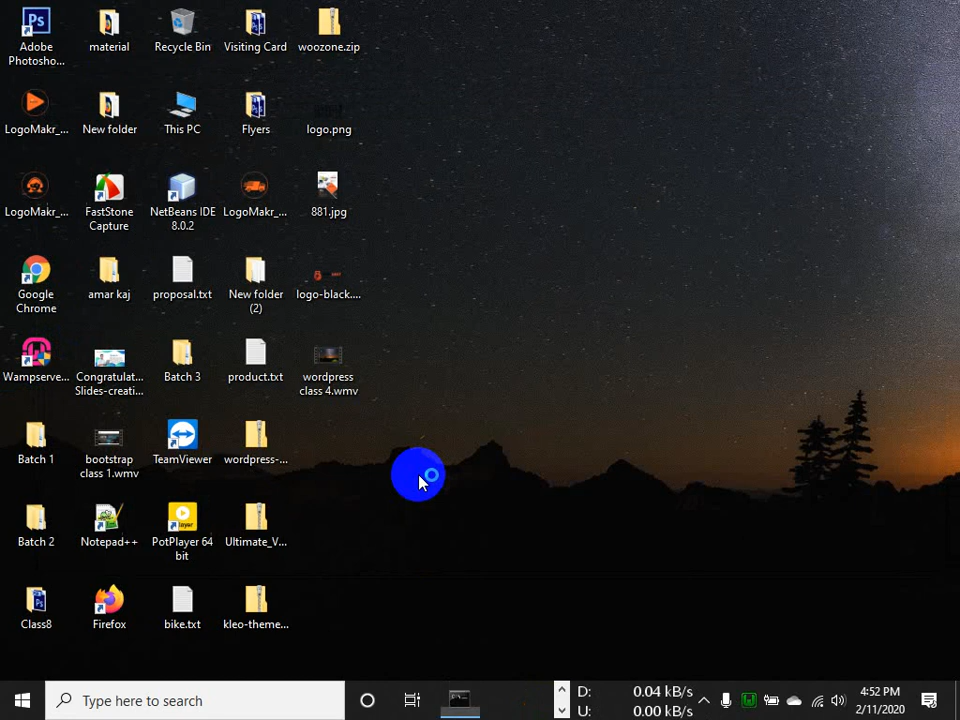 Adobe
Photosho...
material
Recycle Bin
Visiting Card
woozone.zip
LogoMakr_...
New folder
This PC
Flyers
logo.png
LogoMakr_...
FastStone
Capture
NetBeans IDE
8.0.2
LogoMakr_...
881.jpg
Google
Chrome
amar kaj
proposal.txt
New folder
(2)
logo-black....
Wampserve...
Congratulat...
Slides-creati...
Batch 3
product.txt
wordpress
class 4.wmv
Batch 1
bootstrap
class 1.wmv
TeamViewer
wordpress-...
Batch 2
Notepad++
PotPlayer 64
bit
Ultimate_V...
Class8
Firefox
bike.txt
kleo-theme...
Type here to search
D: 0.04 kB/s
U: 0.00 kB/s
4:52 PM
2/11/2020